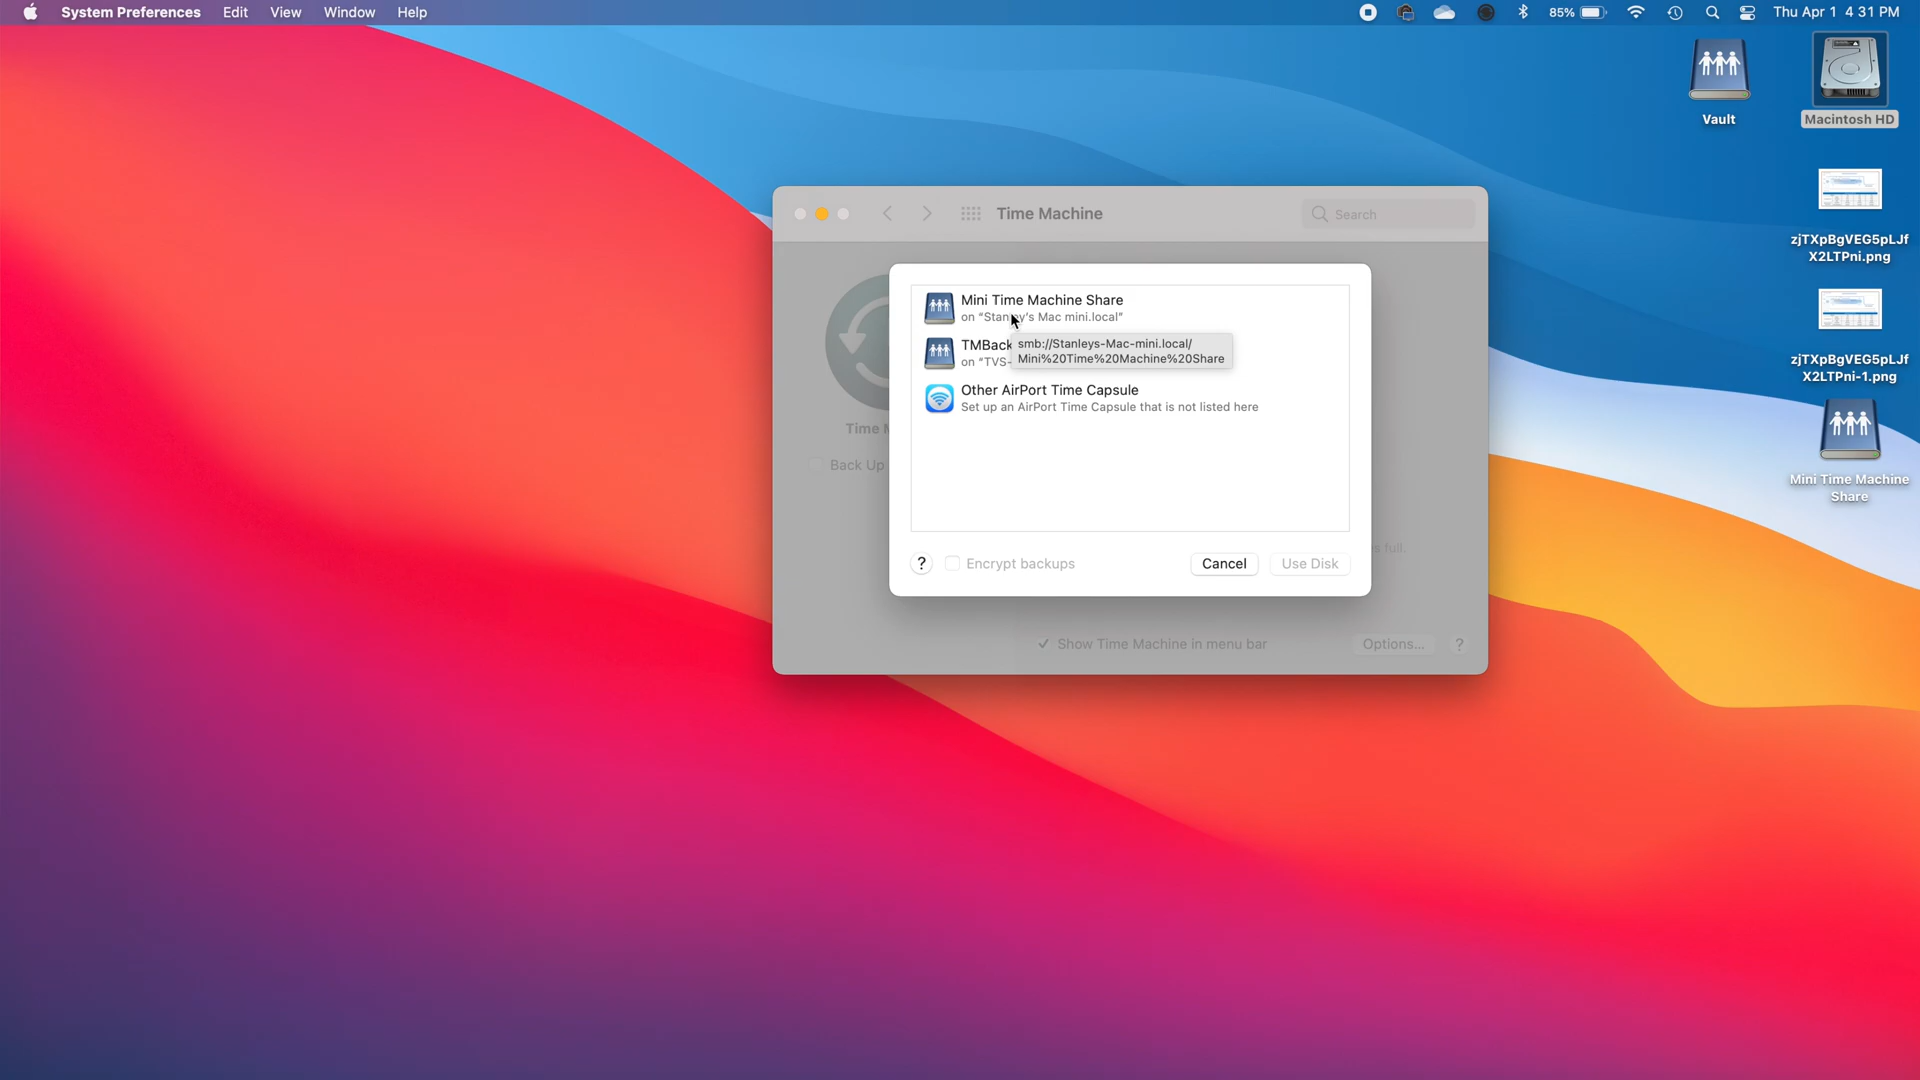 System Preferences Edit View Window Help
85% Thu Apr 1 4 31 PM
Vault
Macintosh HD
zjTXpBgVEG5pLJf
X2LTPni.png
zjTXpBgVEG5pLJf
X2LTPni-1.png
Mini Time Machine
Share
Time Machine
Search
Mini Time Machine Share
on “Stanley's Mac mini.local”
smb://Stanleys-Mac-mini.local/
Mini%20Time%20Machine%20Share
TMBack
on “TVS-
Other AirPort Time Capsule
Set up an AirPort Time Capsule that is not listed here
Time M
Back Up
s full.
? Encrypt backups Cancel Use Disk
✓ Show Time Machine in menu bar Options... ?